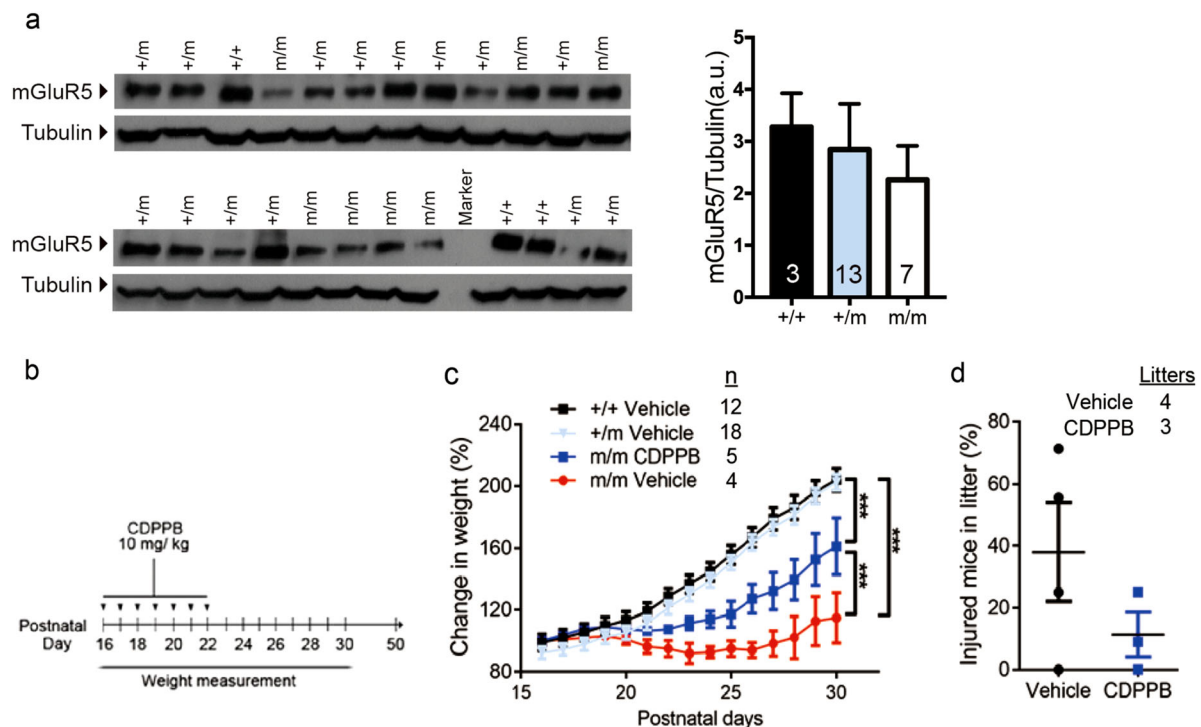 a
+/m +/m +/+ m/m +/m +/m +/m +/m +/m m/m +/m m/m
mGluR5
Tubulin
+/m +/m +/m +/m m/m m/m m/m m/m Marker +/+ +/+ +/m +/m
mGluR5
Tubulin
mGluR5/Tubulin(a.u.)
5
4
3
2
1
0
3 13 7
+/+ +/m m/m
b
CDPPB
10 mg/ kg
Postnatal
Day
16 18 20 22 24 26 28 30 50
Weight measurement
c
n
+/+ Vehicle 12
+/m Vehicle 18
m/m CDPPB 5
m/m Vehicle 4
Change in weight (%)
240
200
160
120
80
*** *** ***
15 20 25 30
Postnatal days
d
Litters
Vehicle 4
CDPPB 3
Injured mice in litter (%)
80
60
40
20
0
Vehicle CDPPB